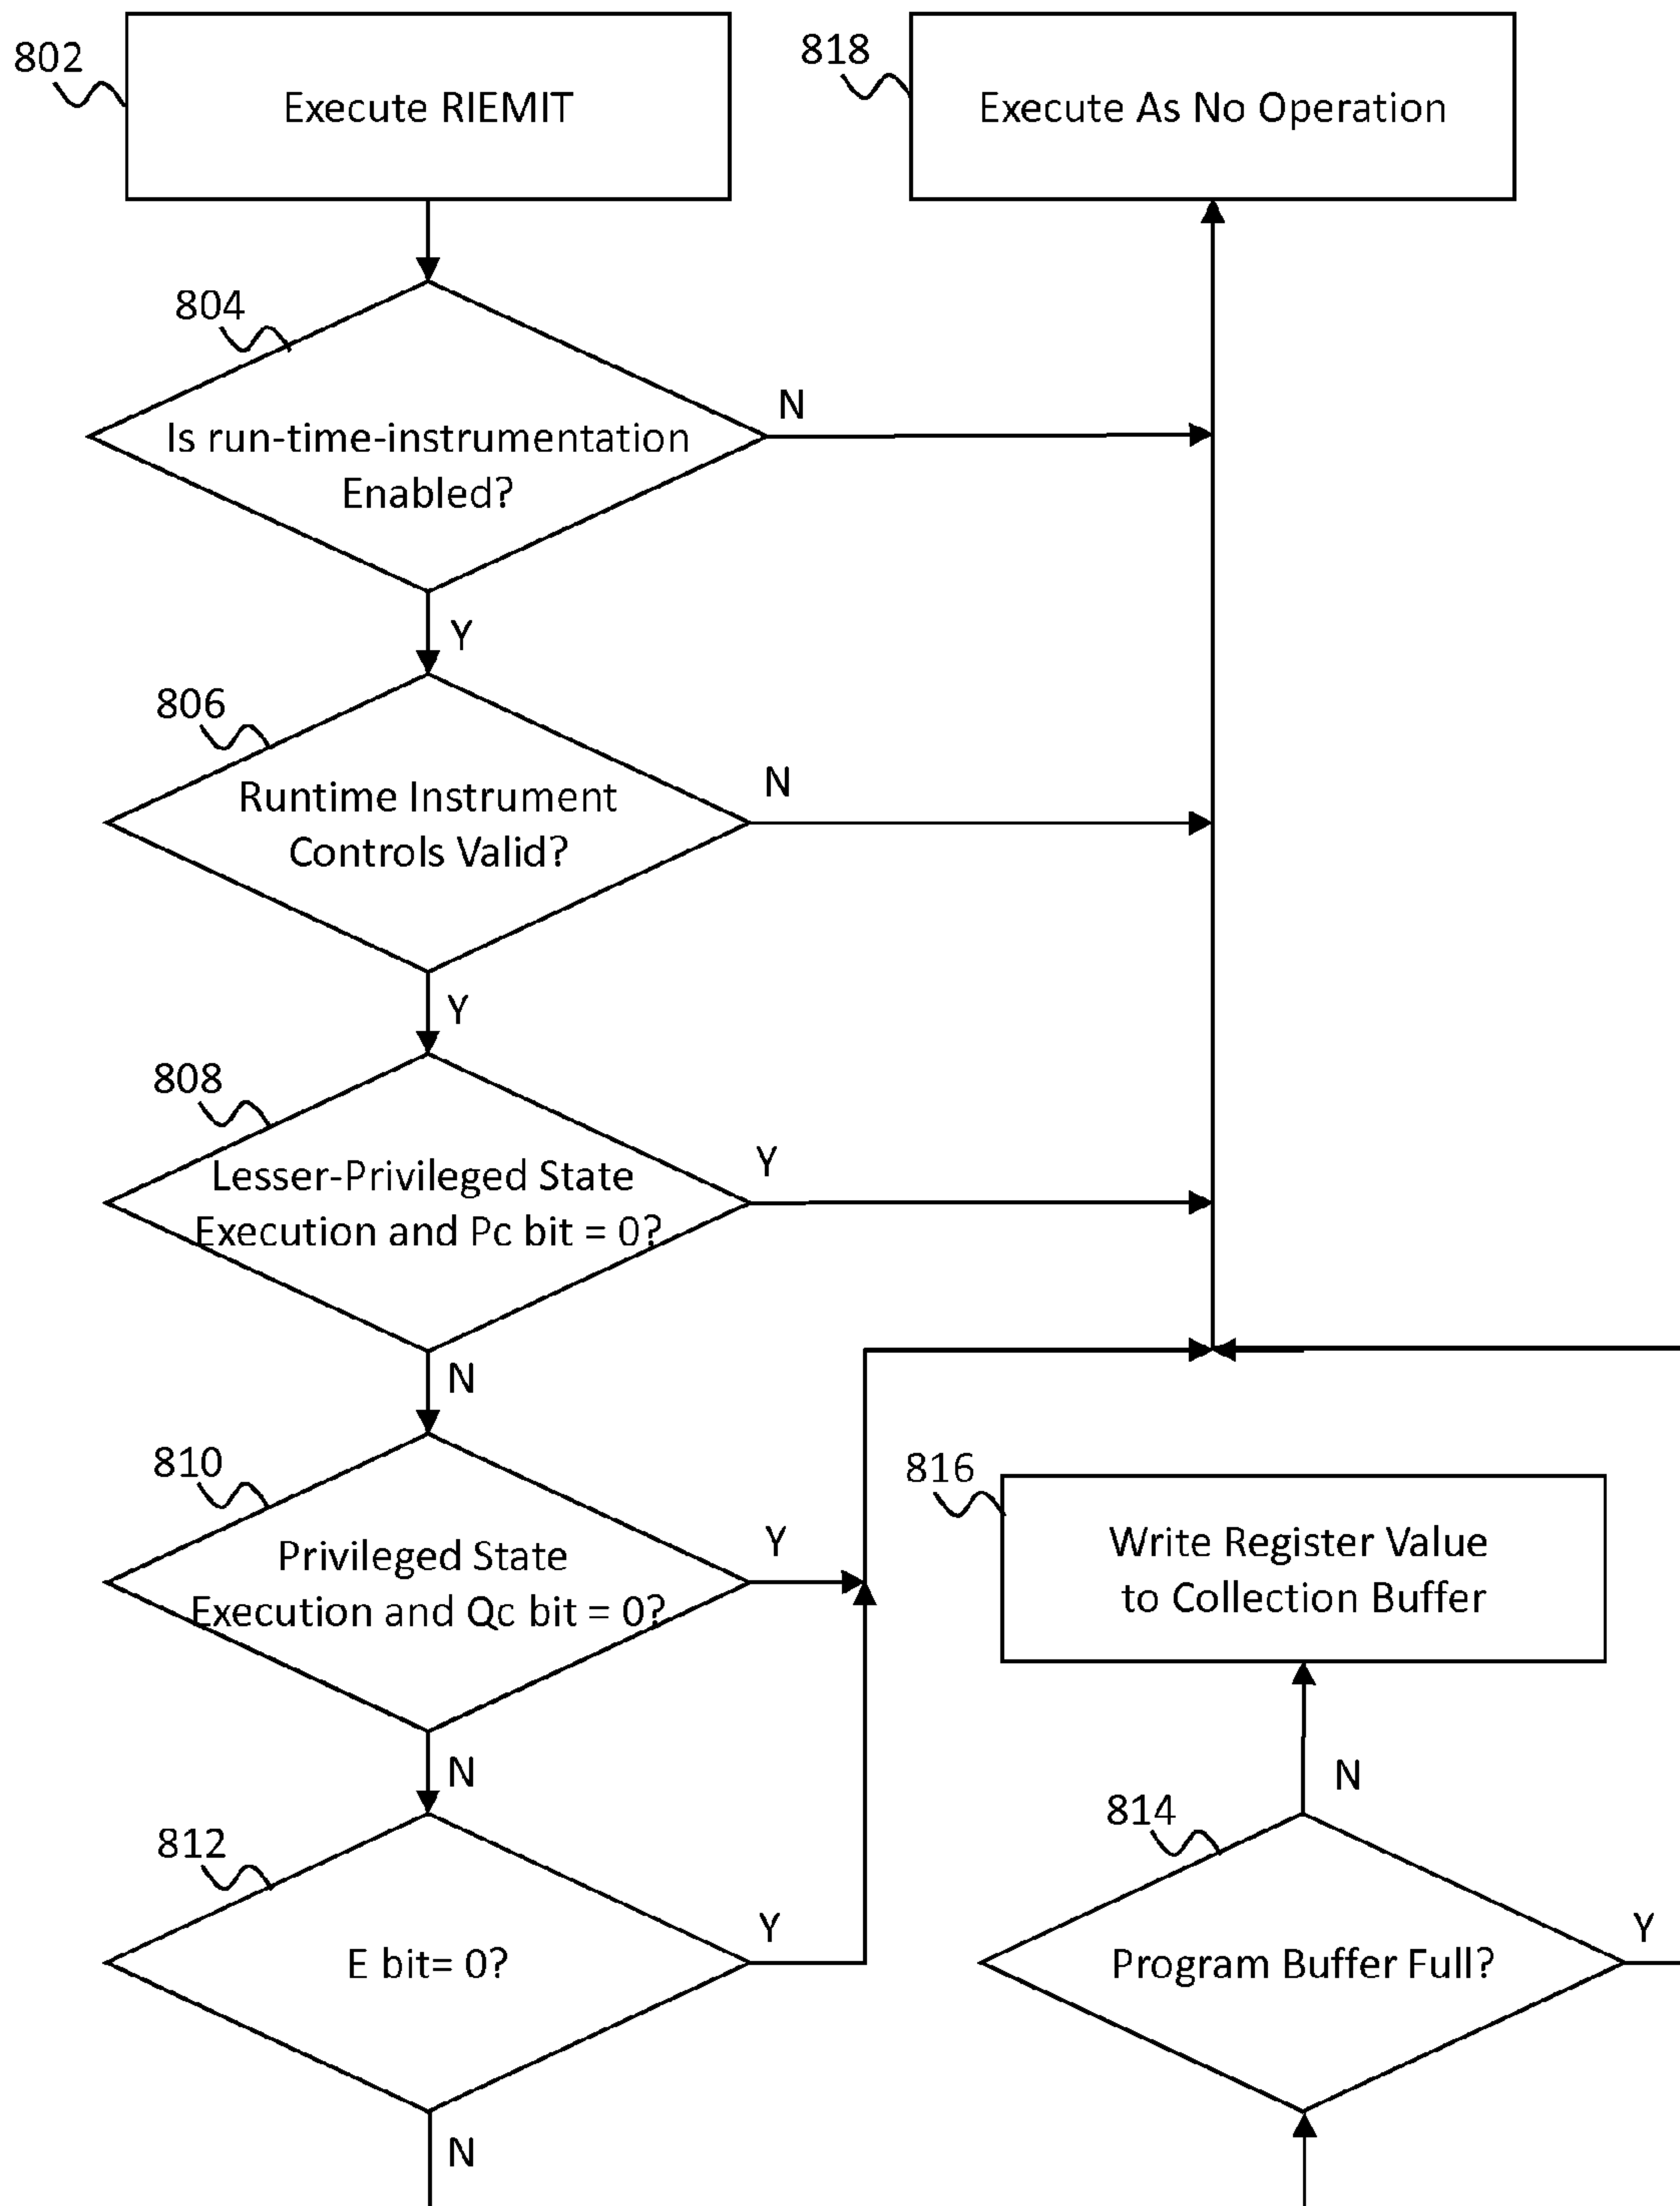 802
Execute RIEMIT
818
Execute As No Operation
804
Is run-time-instrumentation
Enabled?
N
Y
806
Runtime Instrument
Controls Valid?
N
Y
808
Lesser-Privileged State
Execution and Pc bit = 0?
Y
N
810
Privileged State
Execution and Qc bit = 0?
Y
N
812
E bit= 0?
Y
N
816
Write Register Value
to Collection Buffer
N
814
Program Buffer Full?
Y